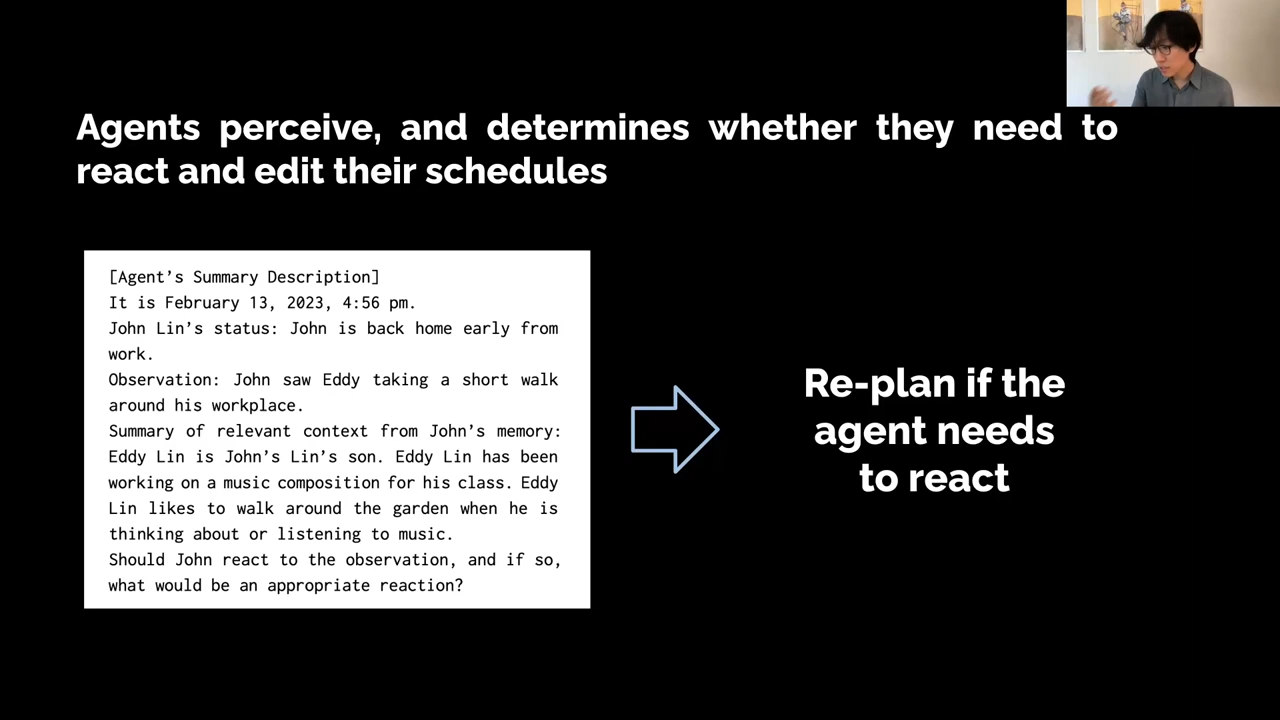 Agents perceive, and determines whether they need to
react and edit their schedules
[Agent's Summary Description]
It is February 13, 2023, 4:56 pm.
John Lin's status: John is back home early from
work.
Observation: John saw Eddy taking a short walk
around his workplace.
Summary of relevant context from John's memory:
Eddy Lin is John's Lin's son. Eddy Lin has been
working on a music composition for his class. Eddy
Lin likes to walk around the garden when he is
thinking about or listening to music.
Should John react to the observation, and if so,
what would be an appropriate reaction?
Re-plan if the
agent needs
to react